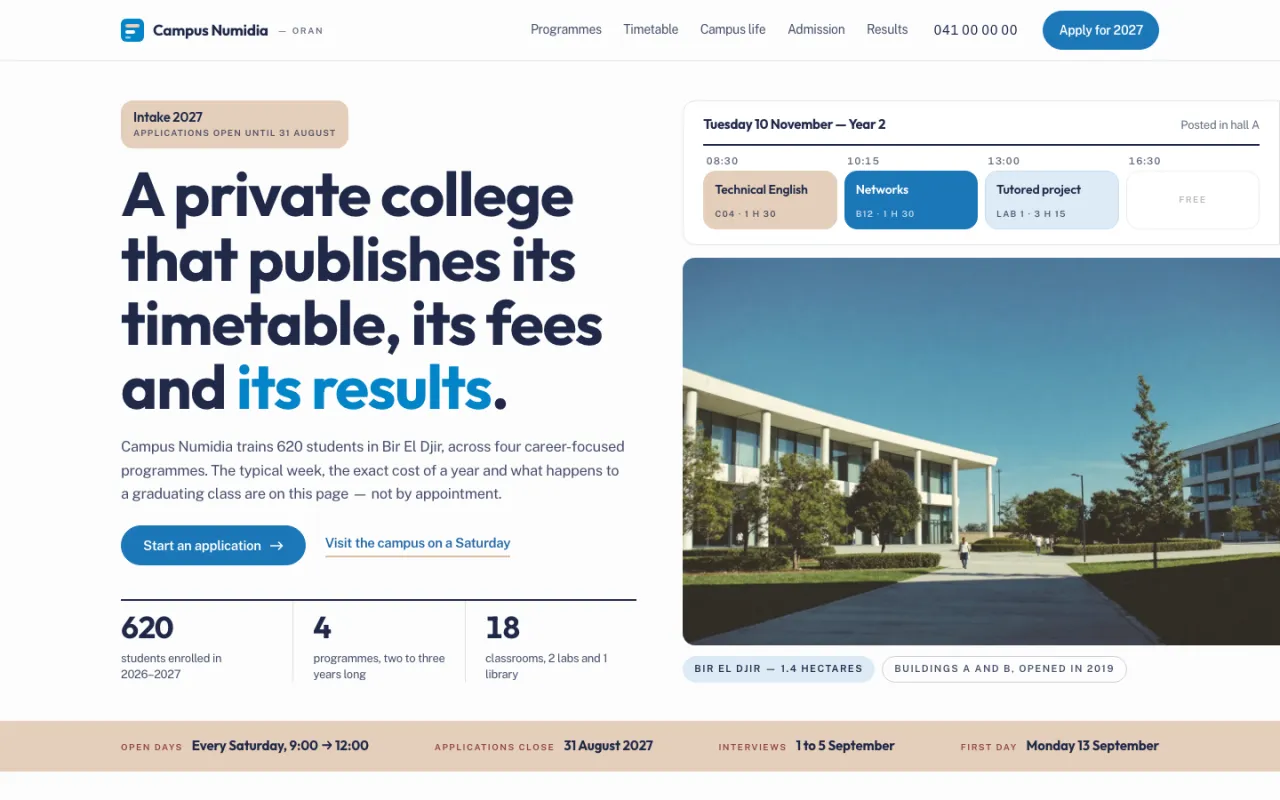 Campus Numidia — ORAN
Programmes Timetable Campus life Admission Results 041 00 00 00 Apply for 2027
Intake 2027
APPLICATIONS OPEN UNTIL 31 AUGUST
A private college
that publishes its
timetable, its fees
and its results.
Campus Numidia trains 620 students in Bir El Djir, across four career-focused
programmes. The typical week, the exact cost of a year and what happens to
a graduating class are on this page — not by appointment.
Start an application →
Visit the campus on a Saturday
620
students enrolled in
2026–2027
4
programmes, two to three
years long
18
classrooms, 2 labs and 1
library
Tuesday 10 November — Year 2
Posted in hall A
08:30
Technical English
C04 · 1 H 30
10:15
Networks
B12 · 1 H 30
13:00
Tutored project
LAB 1 · 3 H 15
16:30
FREE
BIR EL DJIR — 1.4 HECTARES
BUILDINGS A AND B, OPENED IN 2019
OPEN DAYS Every Saturday, 9:00 → 12:00
APPLICATIONS CLOSE 31 August 2027
INTERVIEWS 1 to 5 September
FIRST DAY Monday 13 September